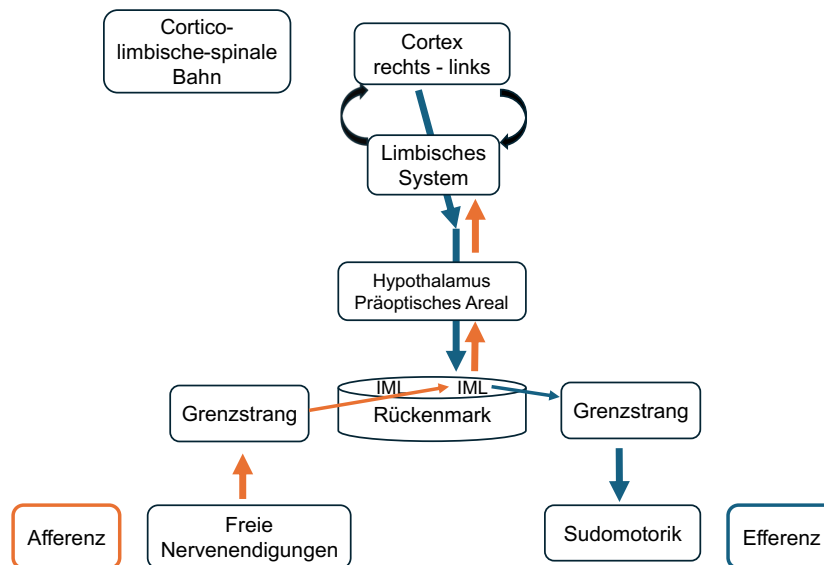 Cortico-
limbische-spinale
Bahn
Cortex
rechts - links
Limbisches
System
Hypothalamus
Präoptisches Areal
IML IML
Rückenmark
Grenzstrang
Grenzstrang
Afferenz
Freie
Nervenendigungen
Sudomotorik
Efferenz